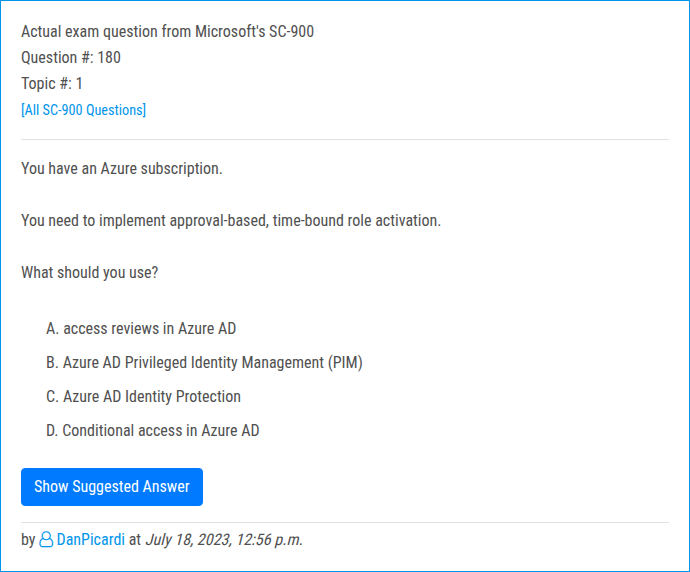 Actual exam question from Microsoft's SC-900
Question #: 180
Topic #: 1
[All SC-900 Questions]
You have an Azure subscription.
You need to implement approval-based, time-bound role activation.
What should you use?
A. access reviews in Azure AD
B. Azure AD Privileged Identity Management (PIM)
C. Azure AD Identity Protection
D. Conditional access in Azure AD
Show Suggested Answer
by DanPicardi at July 18, 2023, 12:56 p.m.